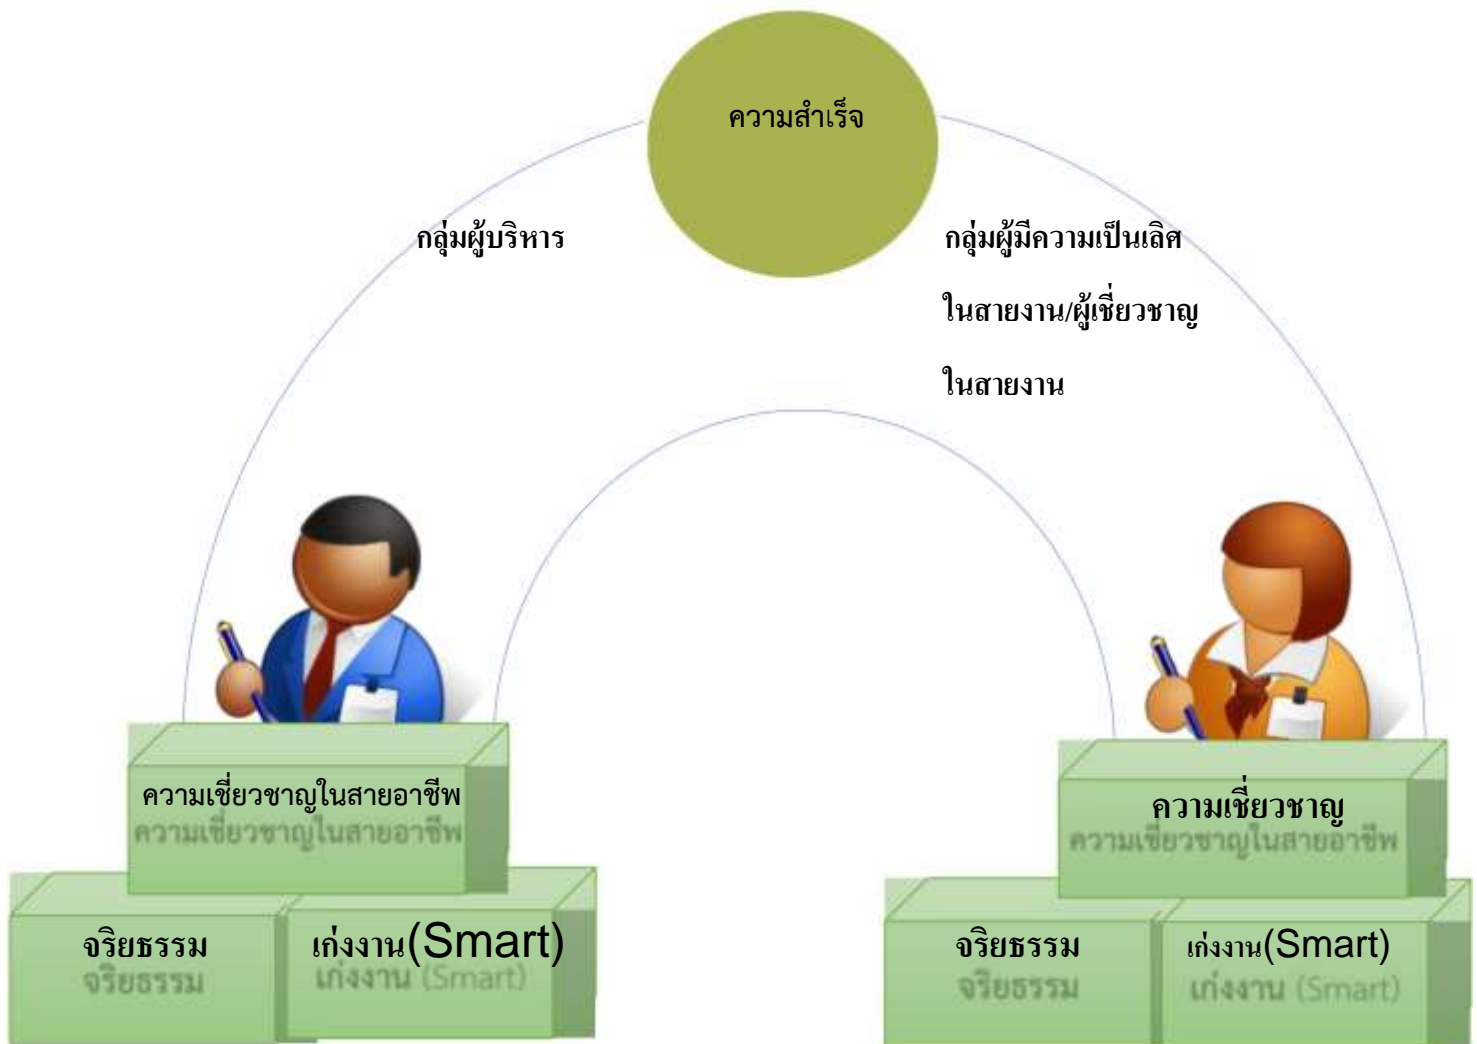 ความสำเร็จ
กลุ่มผู้บริหาร
กลุ่มผู้มีความเป็นเลิศ
ในสายงาน/ผู้เชี่ยวชาญ
ในสายงาน
ความเชี่ยวชาญในสายอาชีพ
ความเชี่ยวชาญในสายอาชีพ
จริยธรรม
จริยธรรม
เก่งงาน(Smart)
เก่งงาน (Smart)
ความเชี่ยวชาญ
ความเชี่ยวชาญในสายอาชีพ
จริยธรรม
จริยธรรม
เก่งงาน(Smart)
เก่งงาน (Smart)